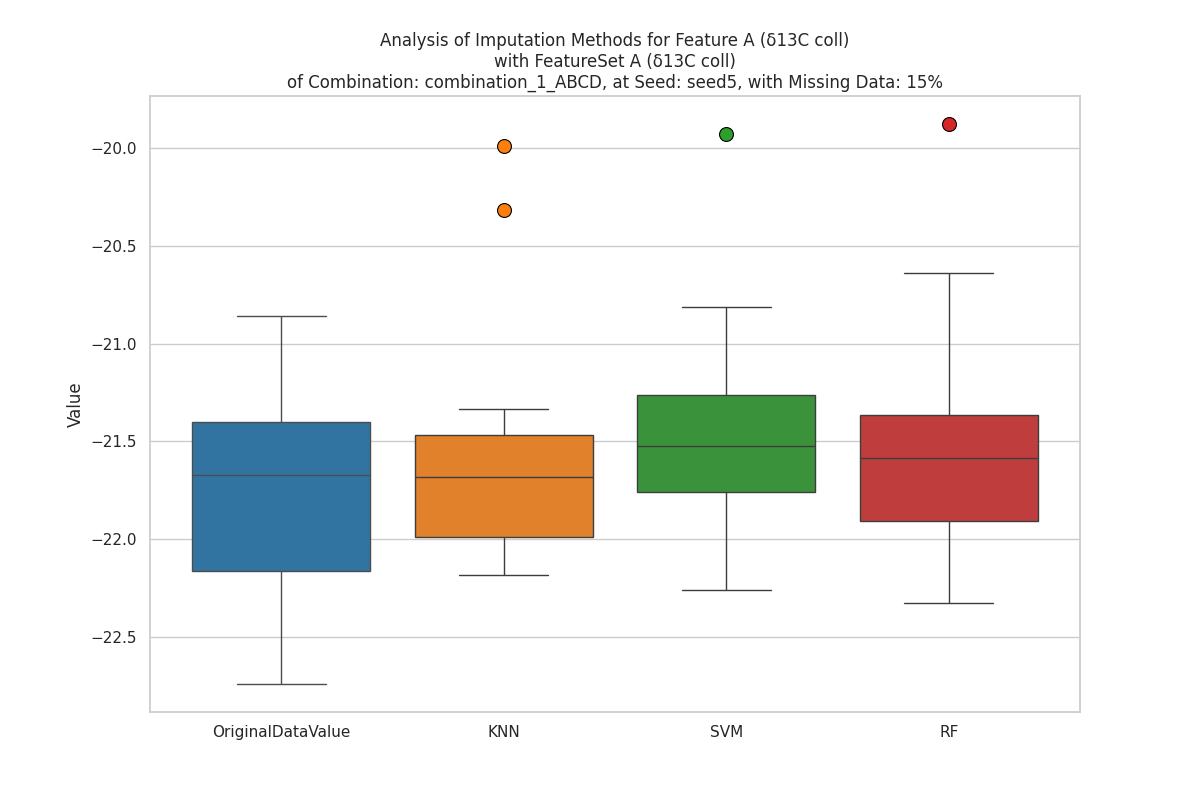 Analysis of Imputation Methods for Feature A (δ13C coll)
with FeatureSet A (δ13C coll)
of Combination: combination_1_ABCD, at Seed: seed5, with Missing Data: 15%
Value
−20.0
−20.5
−21.0
−21.5
−22.0
−22.5
OriginalDataValue
KNN
SVM
RF